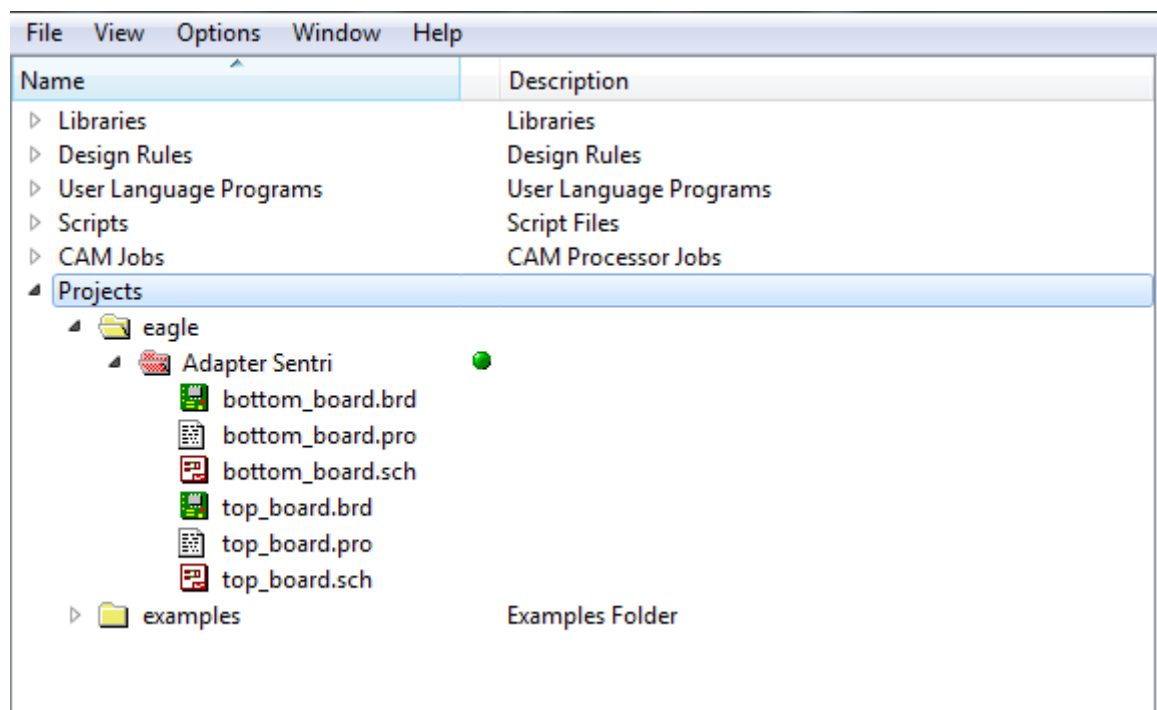 File View Options Window Help
Name Description
Libraries Libraries
Design Rules Design Rules
User Language Programs User Language Programs
Scripts Script Files
CAM Jobs CAM Processor Jobs
Projects
eagle
Adapter Sentri
bottom_board.brd
bottom_board.pro
bottom_board.sch
top_board.brd
top_board.pro
top_board.sch
examples Examples Folder